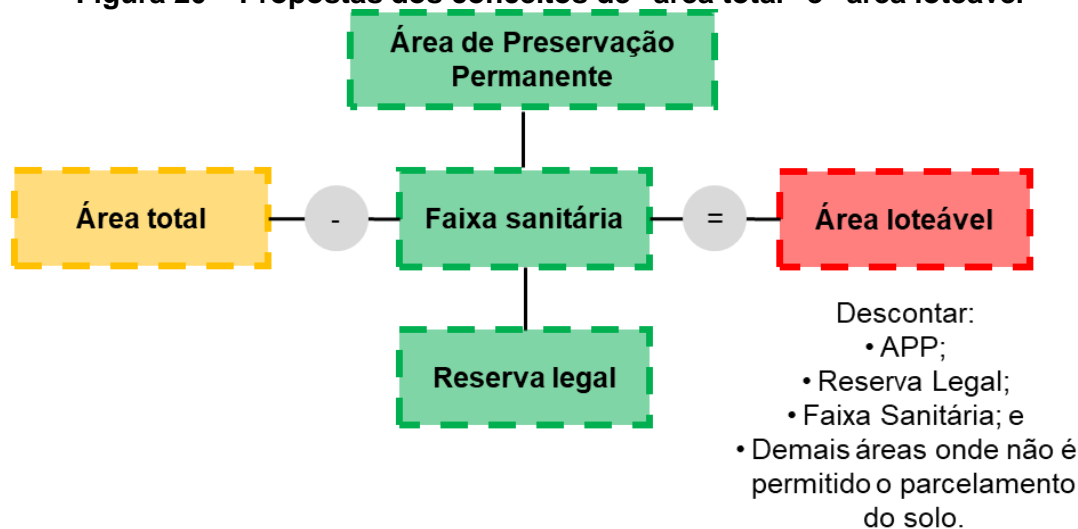 Área de Preservação
Permanente
Área total
-
Faixa sanitária
=
Área loteável
Reserva legal
Descontar:
• APP;
• Reserva Legal;
• Faixa Sanitária; e
• Demais áreas onde não é
permitido o parcelamento
do solo.